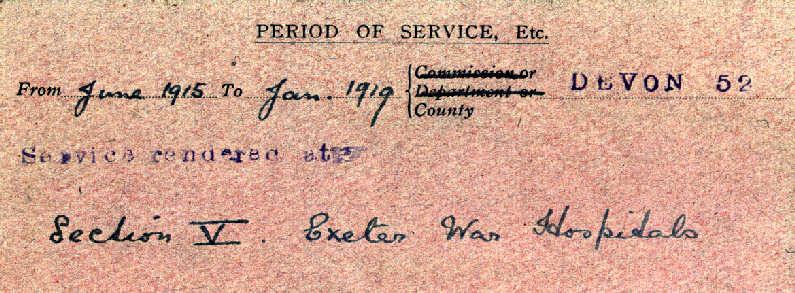 PERIOD OF SERVICE, Etc.
From June 1915 To Jan. 1919 { Commission or
Department or DEVON 52
County
Service rendered at
Section V. Exeter War Hospitals